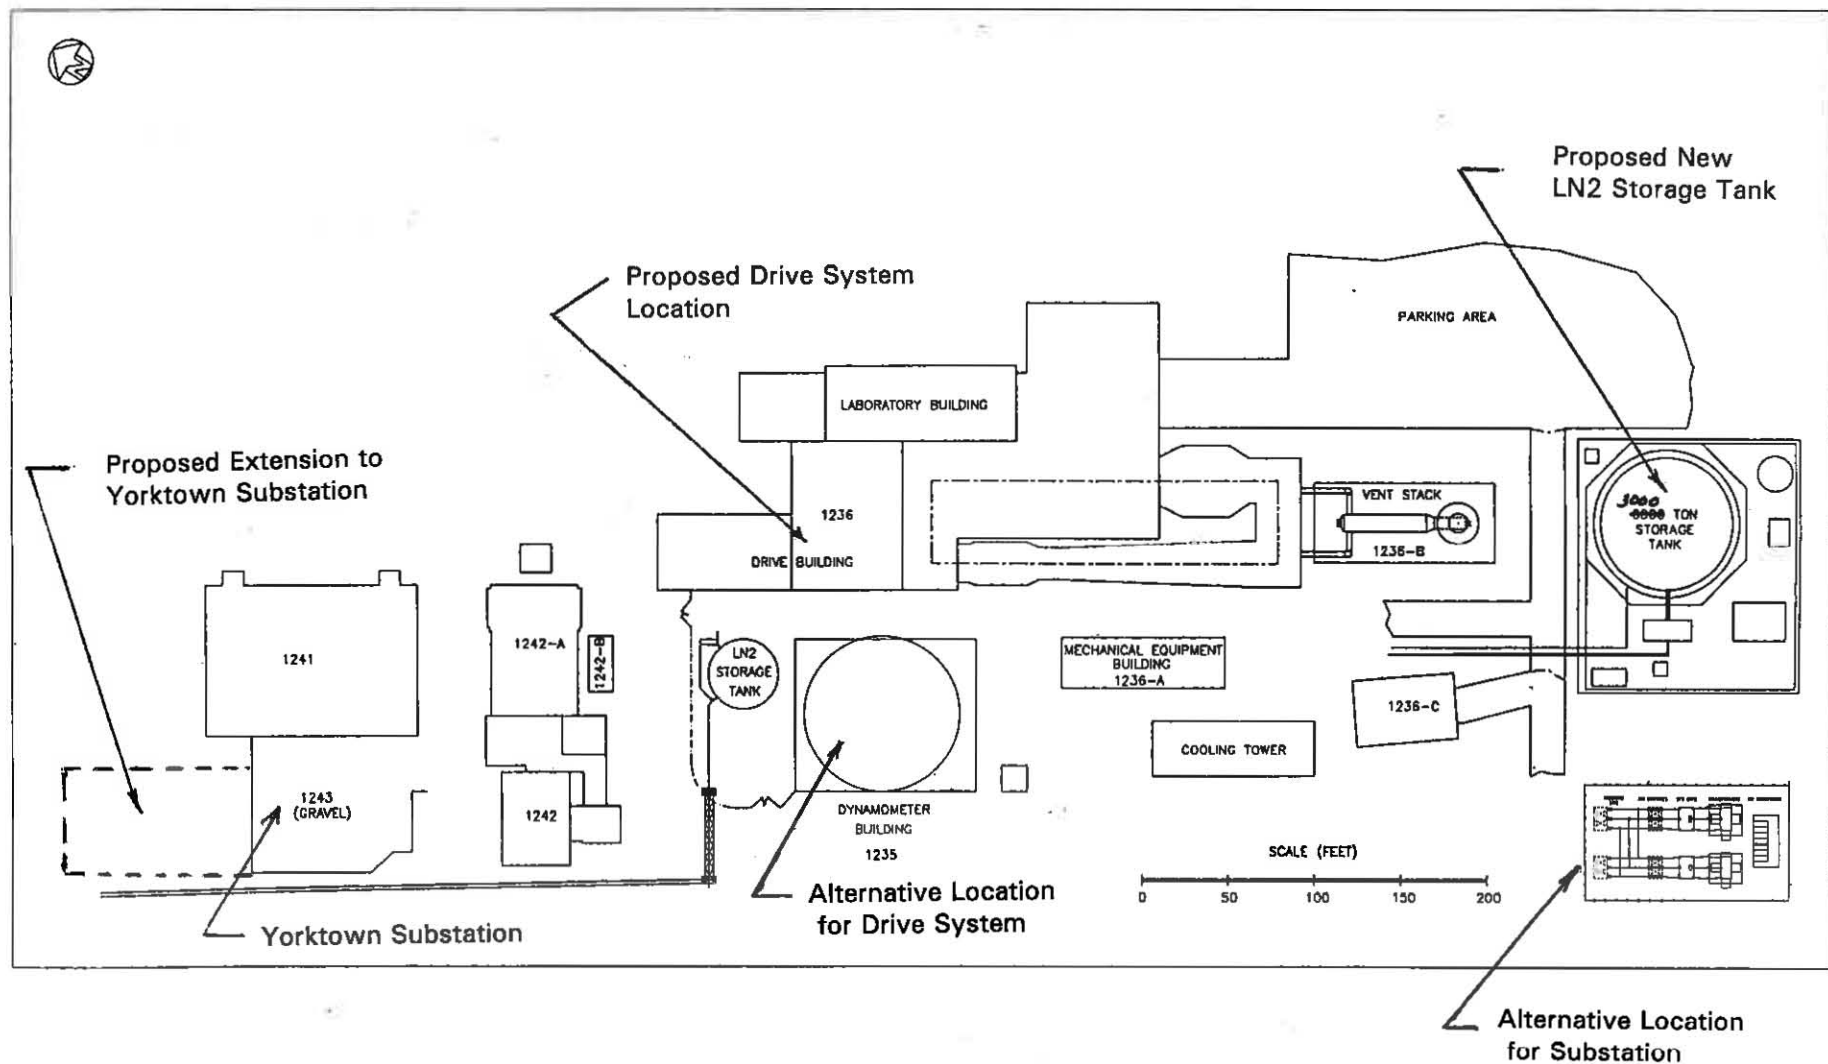 Proposed New
LN2 Storage Tank
Proposed Drive System
Location
PARKING AREA
LABORATORY BUILDING
Proposed Extension to
Yorktown Substation
VENT STACK
3000
TON
STORAGE
TANK
1236
1236-B
DRIVE BUILDING
1241
1242-A
1242-B
LN2
STORAGE
TANK
MECHANICAL EQUIPMENT
BUILDING
1236-A
1236-C
COOLING TOWER
1243
(GRAVEL)
1242
DYNAMOMETER
BUILDING
1235
SCALE (FEET)
0 50 100 150 200
Alternative Location
for Drive System
Yorktown Substation
Alternative Location
for Substation